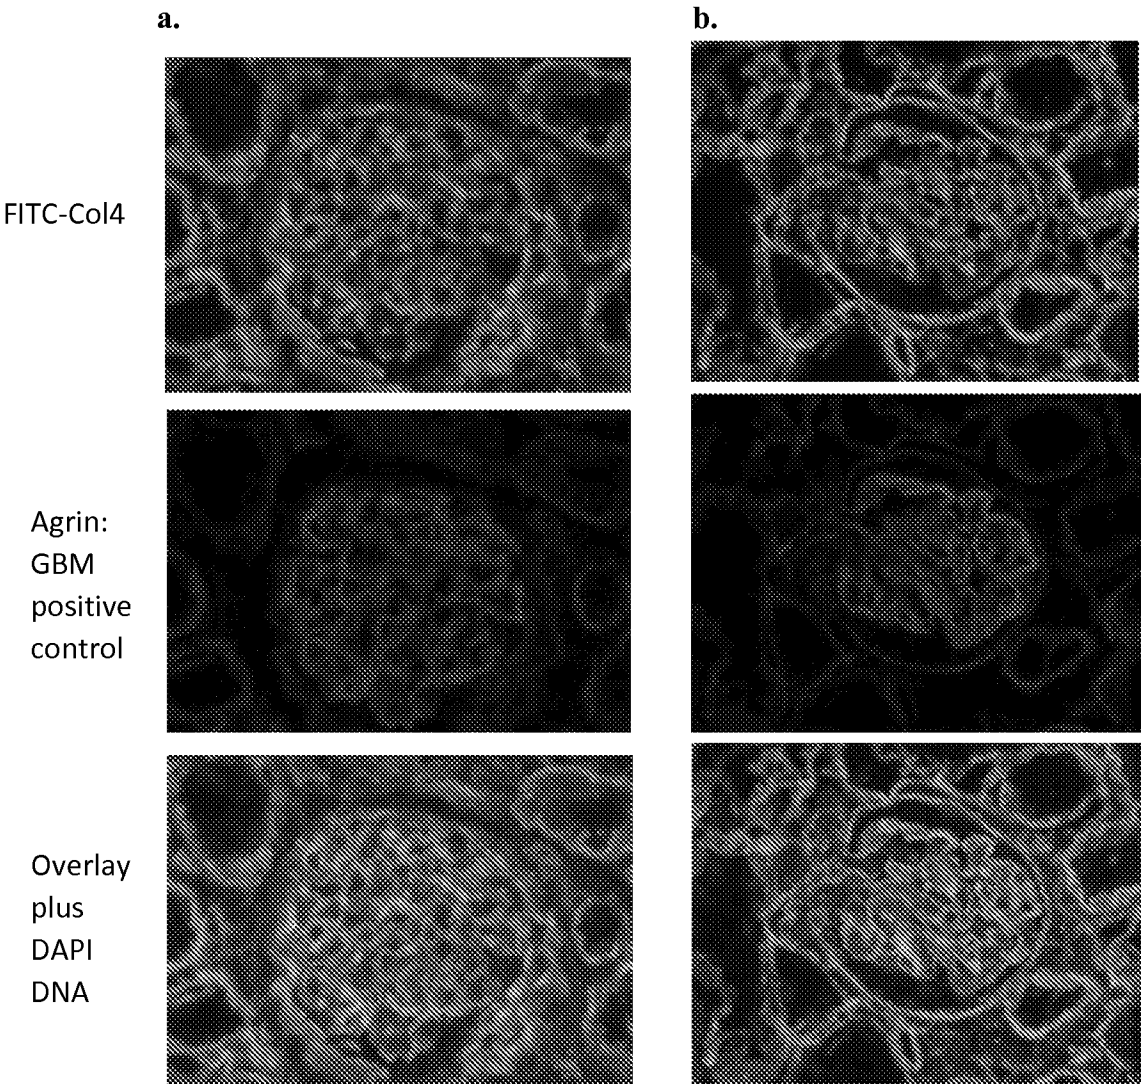 a.
b.
FITC-Col4
Agrin:
GBM
positive
control
Overlay
plus
DAPI
DNA